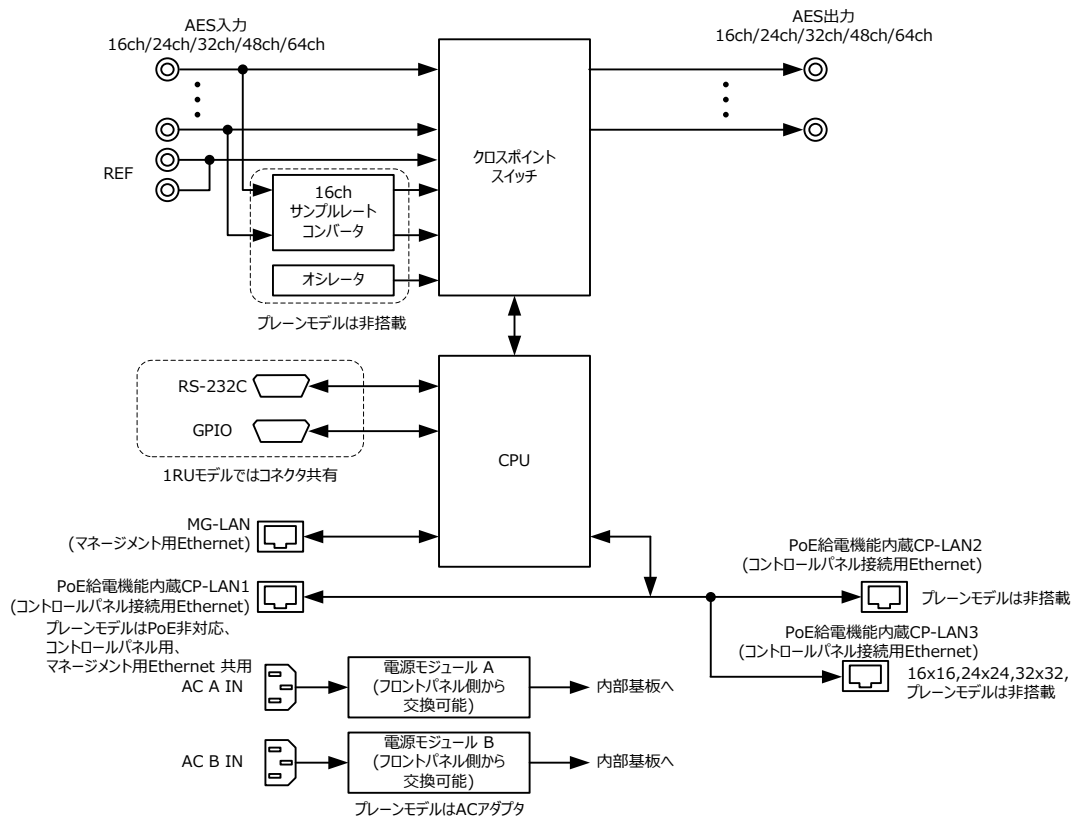 AES入力
16ch/24ch/32ch/48ch/64ch
AES出力
16ch/24ch/32ch/48ch/64ch
REF
クロスポイント
スイッチ
16ch
サンプルレート
コンバータ
オシレータ
プレーンモデルは非搭載
RS-232C
GPIO
1RUモデルではコネクタ共有
CPU
MG-LAN
(マネージメント用Ethernet)
PoE給電機能内蔵CP-LAN1
(コントロールパネル接続用Ethernet)
プレーンモデルはPoE非対応、
コントロールパネル用、
マネージメント用Ethernet 共用
PoE給電機能内蔵CP-LAN2
(コントロールパネル接続用Ethernet)
プレーンモデルは非搭載
PoE給電機能内蔵CP-LAN3
(コントロールパネル接続用Ethernet)
16x16,24x24,32x32,
プレーンモデルは非搭載
AC A IN
電源モジュール A
(フロントパネル側から
交換可能)
内部基板へ
AC B IN
電源モジュール B
(フロントパネル側から
交換可能)
内部基板へ
プレーンモデルはACアダプタ